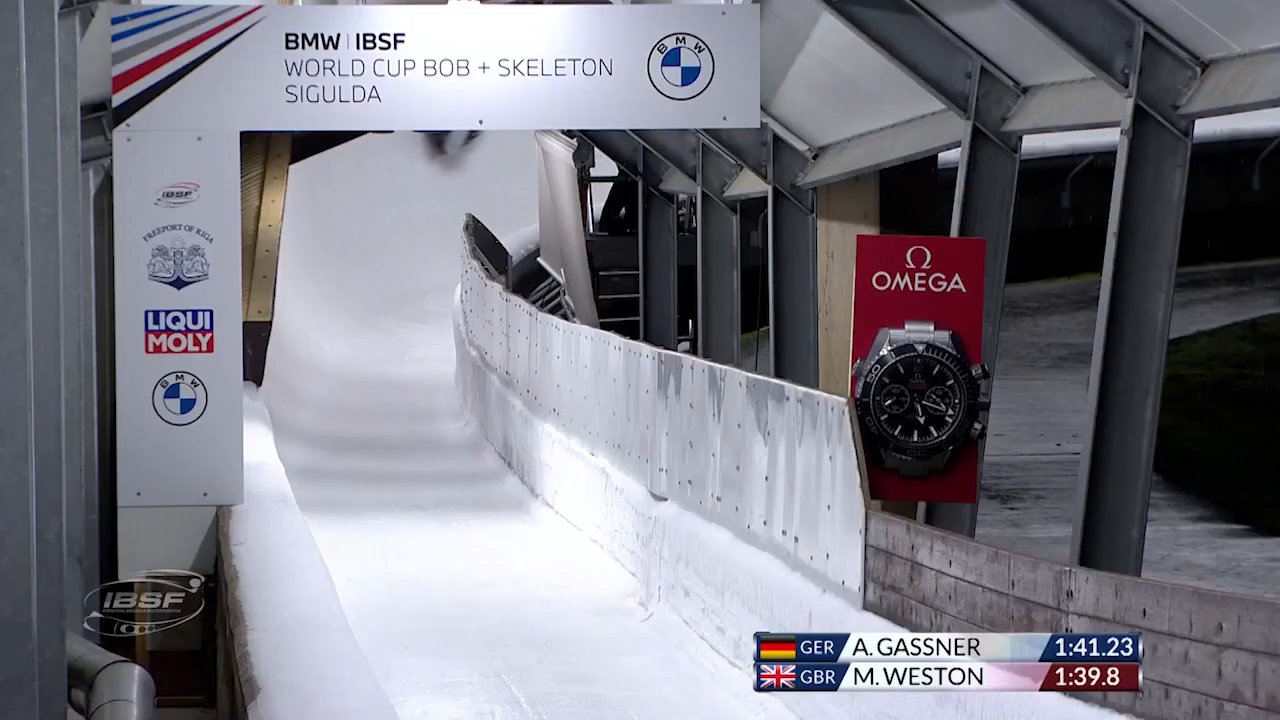 BMW | IBSF
WORLD CUP BOB + SKELETON
SIGULDA
BMW
IBSF
FREEPORT OF RIGA
LIQUI
MOLY
BMW
Ω
OMEGA
IBSF
GER A. GASSNER 1:41.23
GBR M. WESTON 1:39.8